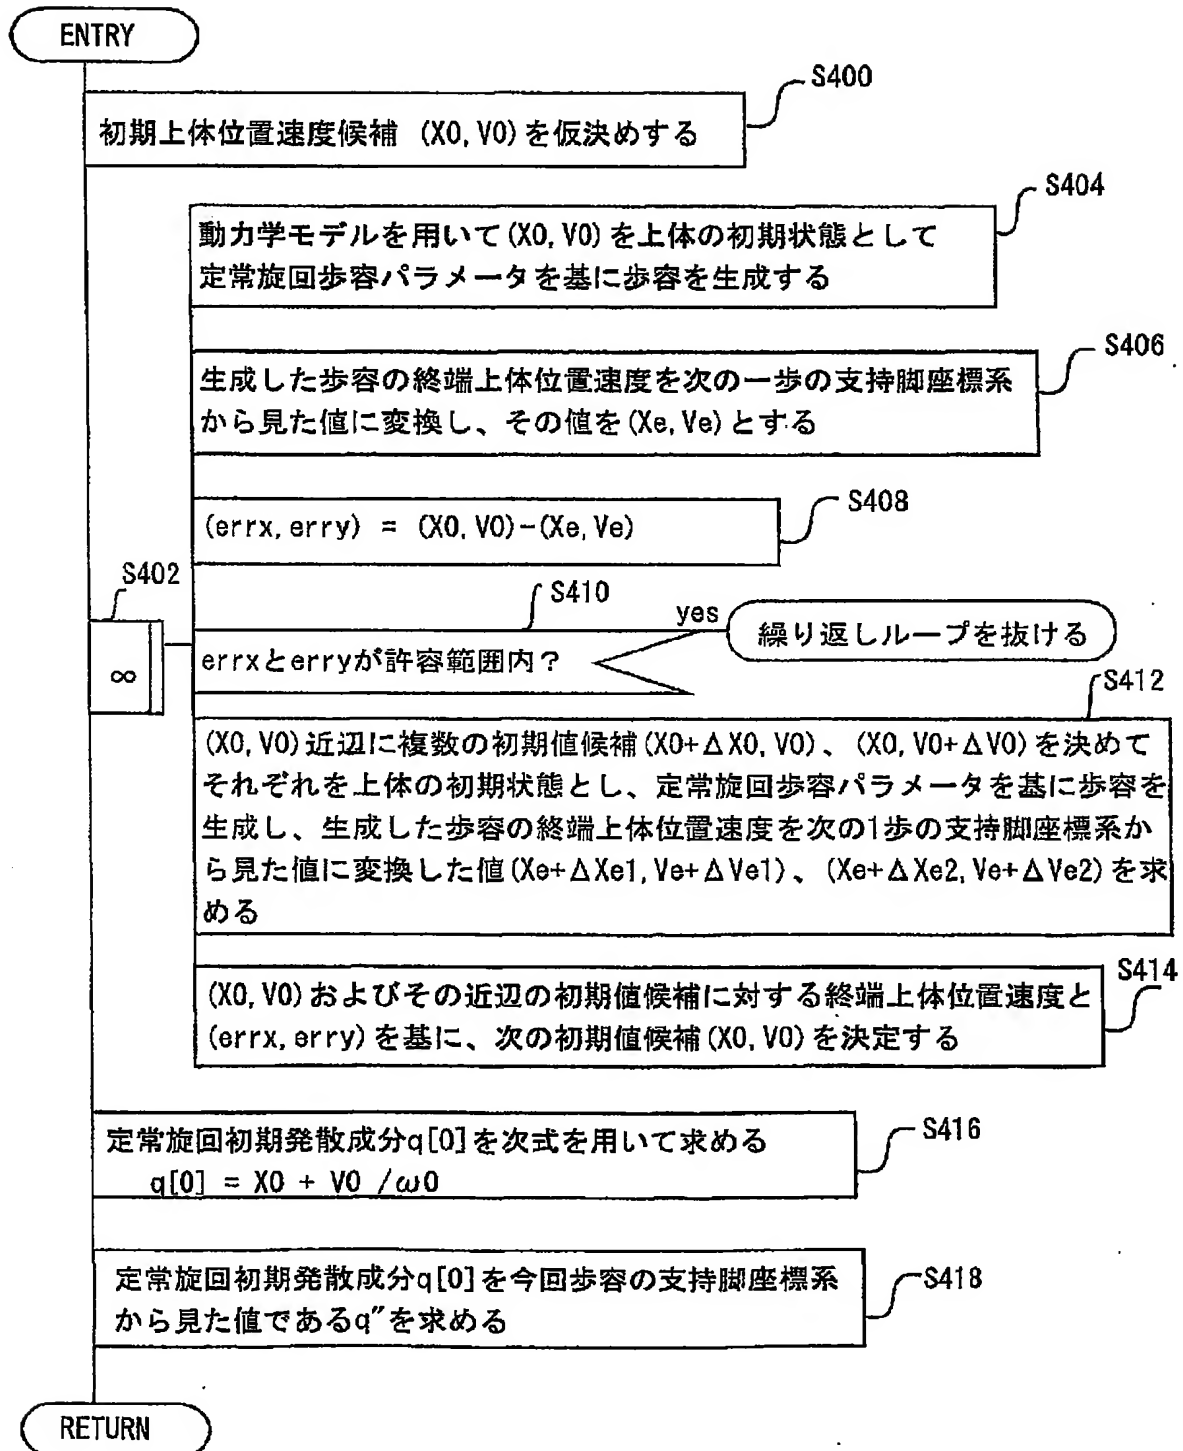 ENTRY
S400
初期上体位置速度候補 (X0, V0)を仮決めする
S404
動力学モデルを用いて(X0, V0)を上体の初期状態として
定常旋回歩容パラメータを基に歩容を生成する
S406
生成した歩容の終端上体位置速度を次の一歩の支持脚座標系
から見た値に変換し、その値を(Xe, Ve)とする
S408
(errx, erry) = (X0, V0)-(Xe, Ve)
S402
∞
S410
yes
errxとerryが許容範囲内?
繰り返しループを抜ける
S412
(X0, V0)近辺に複数の初期値候補(X0+ΔX0, V0)、(X0, V0+ΔV0)を決めて
それぞれを上体の初期状態とし、定常旋回歩容パラメータを基に歩容を
生成し、生成した歩容の終端上体位置速度を次の1歩の支持脚座標系か
ら見た値に変換した値(Xe+ΔXe1, Ve+ΔVe1)、(Xe+ΔXe2, Ve+ΔVe2)を求
める
S414
(X0, V0)およびその近辺の初期値候補に対する終端上体位置速度と
(errx, erry)を基に、次の初期値候補(X0, V0)を決定する
S416
定常旋回初期発散成分q[0]を次式を用いて求める
q[0] = X0 + V0 /ω0
S418
定常旋回初期発散成分q[0]を今回歩容の支持脚座標系
から見た値であるq″を求める
RETURN